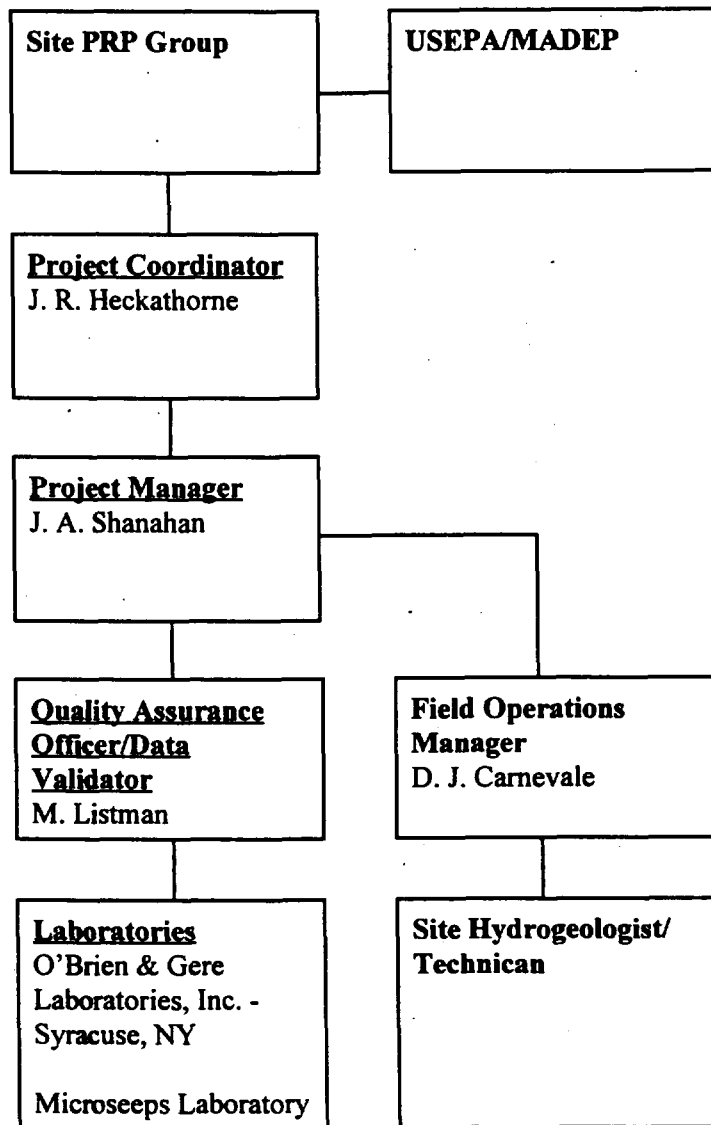 Site PRP Group
USEPA/MADEP
Project Coordinator
J. R. Heckathorne
Project Manager
J. A. Shanahan
Quality Assurance
Officer/Data
Validator
M. Listman
Field Operations
Manager
D. J. Carnevale
Laboratories
O'Brien & Gere
Laboratories, Inc. -
Syracuse, NY
Microseeps Laboratory
Site Hydrogeologist/
Technican